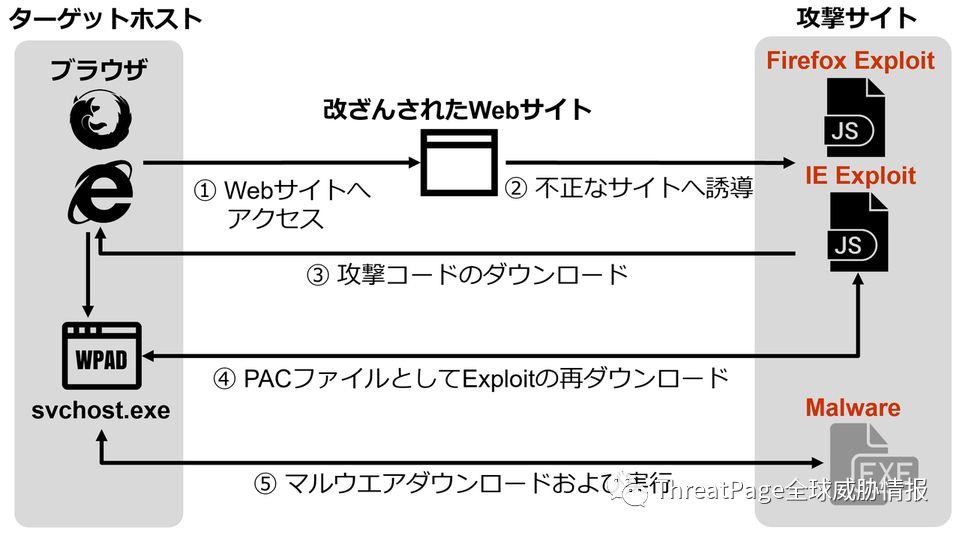 ターゲットホスト
攻撃サイト
ブラウザ
Firefox Exploit
JS
改ざんされたWebサイト
① Webサイトへ
アクセス
② 不正なサイトへ誘導
IE Exploit
JS
③ 攻撃コードのダウンロード
WPAD
svchost.exe
④ PACファイルとしてExploitの再ダウンロード
Malware
EXE
⑤ マルウエアダウンロードおよび実行
ThreatPage全球威胁情报